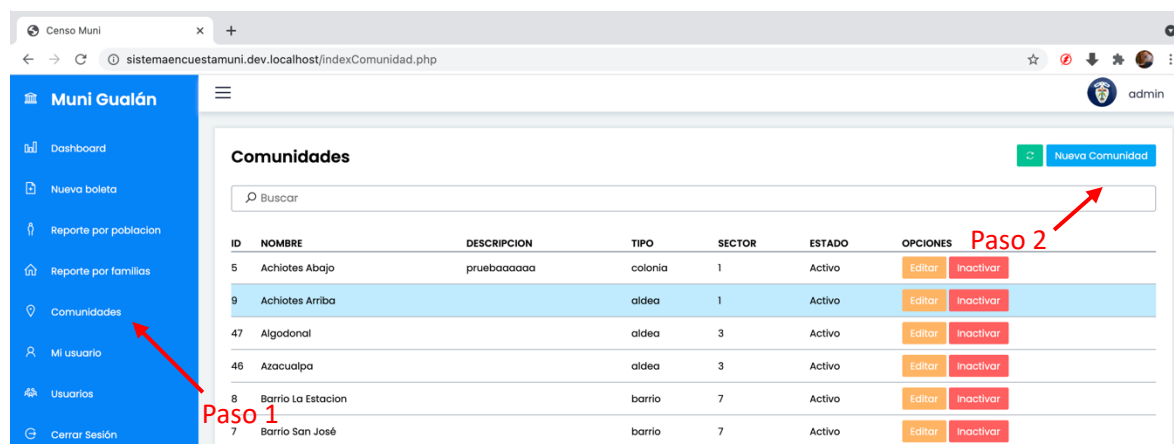 Censo Muni
sistemaencuestamuni.dev.localhost/indexComunidad.php
Muni Gualán
admin
Dashboard
Nueva boleta
Reporte por poblacion
Reporte por familias
Comunidades
Mi usuario
Usuarios
Cerrar Sesión
Comunidades
Nueva Comunidad
Buscar
Paso 2
ID NOMBRE DESCRIPCION TIPO SECTOR ESTADO OPCIONES
5 Achiotes Abajo pruebaaaaaa colonia 1 Activo Editar Inactivar
9 Achiotes Arriba aldea 1 Activo Editar Inactivar
47 Algodonal aldea 3 Activo Editar Inactivar
46 Azacualpa aldea 3 Activo Editar Inactivar
8 Barrio La Estacion barrio 7 Activo Editar Inactivar
Paso 1
7 Barrio San José barrio 7 Activo Editar Inactivar